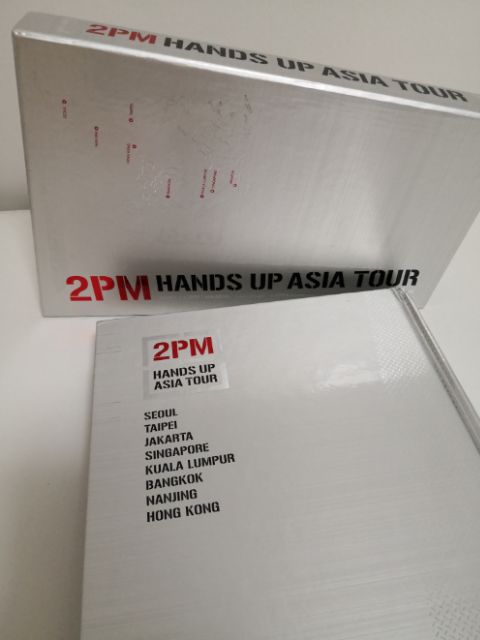 2PM HANDS UP ASIA TOUR
2PM HANDS UP ASIA TOUR
2PM
HANDS UP
ASIA TOUR
SEOUL
TAIPEI
JAKARTA
SINGAPORE
KUALA LUMPUR
BANGKOK
NANJING
HONG KONG